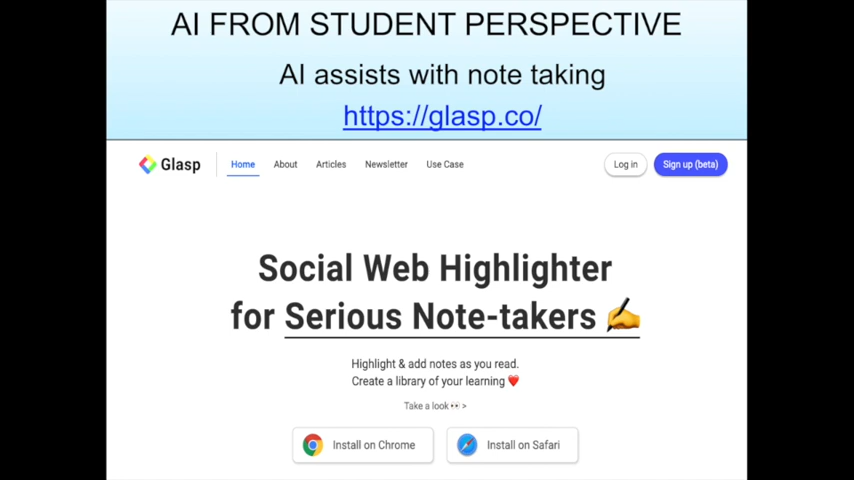 AI FROM STUDENT PERSPECTIVE
AI assists with note taking
https://glasp.co/
Glasp Home About Articles Newsletter Use Case Log in Sign up (beta)
Social Web Highlighter
for Serious Note-takers ✍️
Highlight & add notes as you read.
Create a library of your learning ❤️
Take a look 👀 >
Install on Chrome Install on Safari